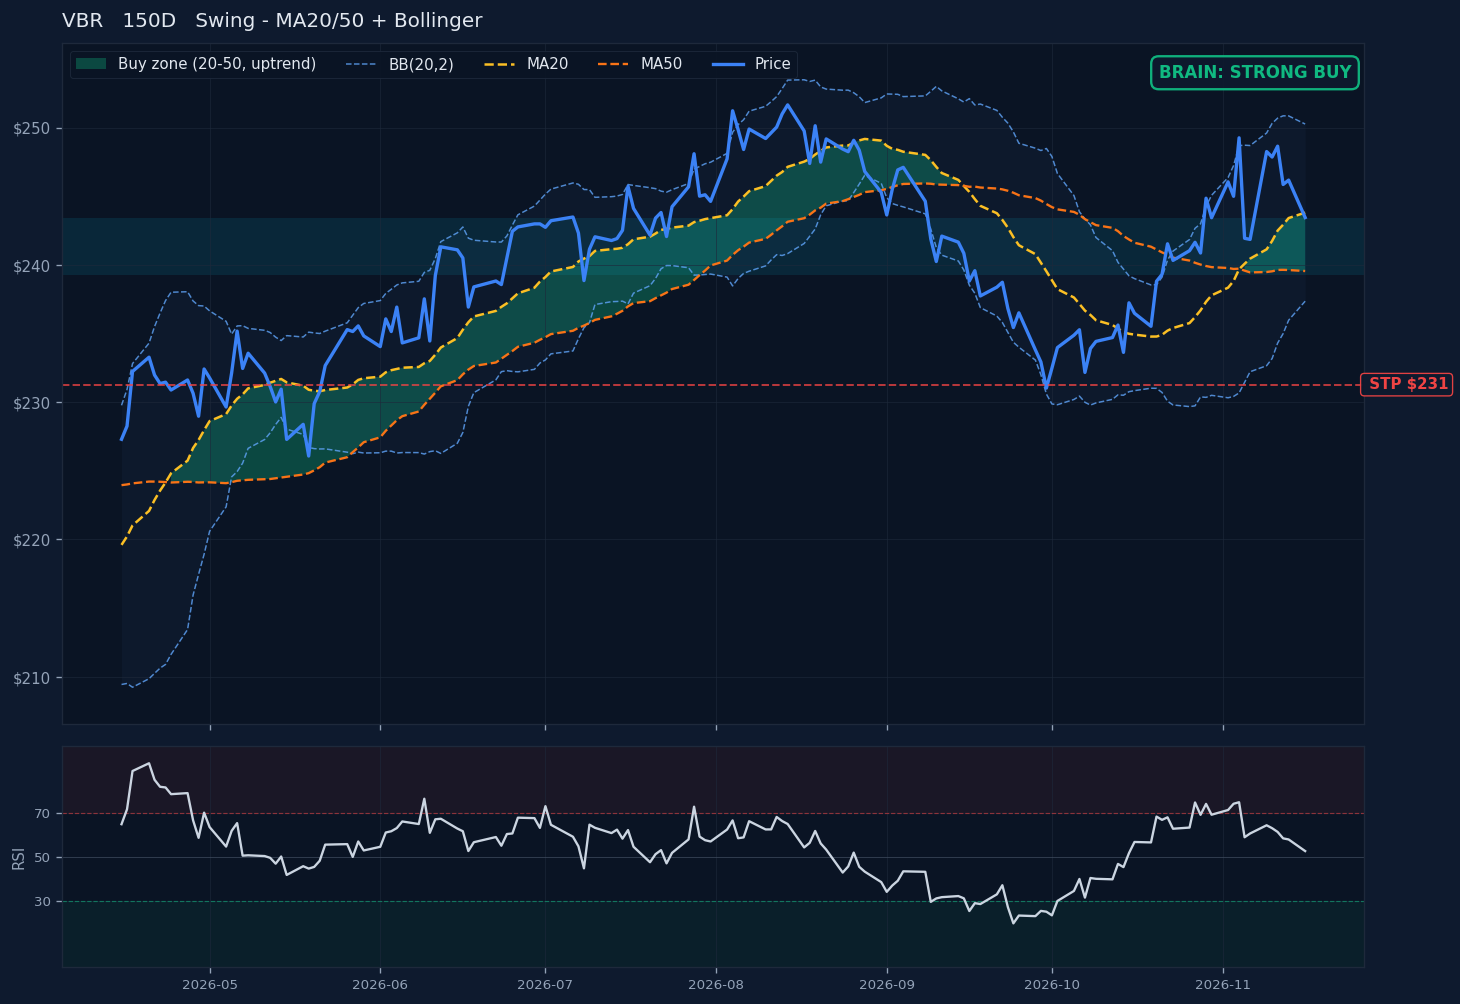 VBR   150D   Swing - MA20/50 + Bollinger
Buy zone (20-50, uptrend)
BB(20,2)
MA20
MA50
Price
BRAIN: STRONG BUY
$250
$240
$230
$220
$210
STP $231
RSI
70
50
30
2026-05
2026-06
2026-07
2026-08
2026-09
2026-10
2026-11